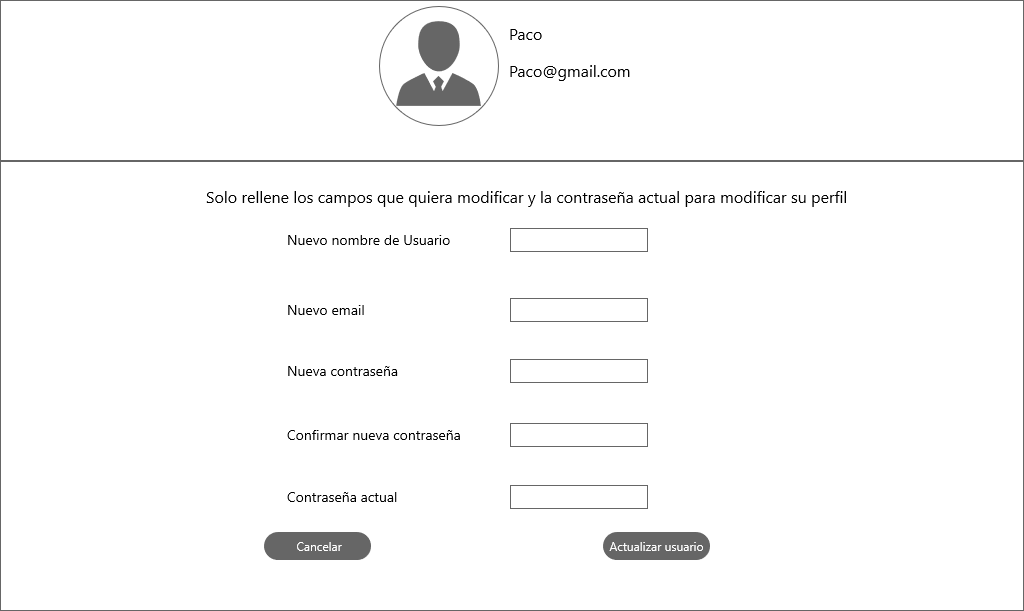 Paco
Paco@gmail.com
Solo rellene los campos que quiera modificar y la contraseña actual para modificar su perfil
Nuevo nombre de Usuario
Nuevo email
Nueva contraseña
Confirmar nueva contraseña
Contraseña actual
Cancelar
Actualizar usuario